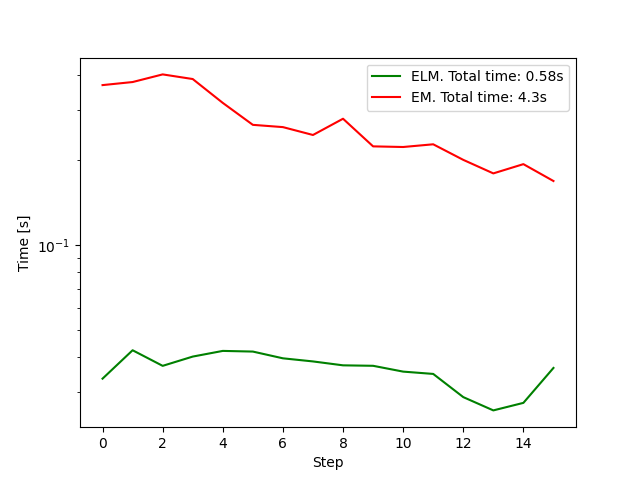 ELM. Total time: 0.58s
EM. Total time: 4.3s
Time [s]
10⁻¹
0 2 4 6 8 10 12 14
Step